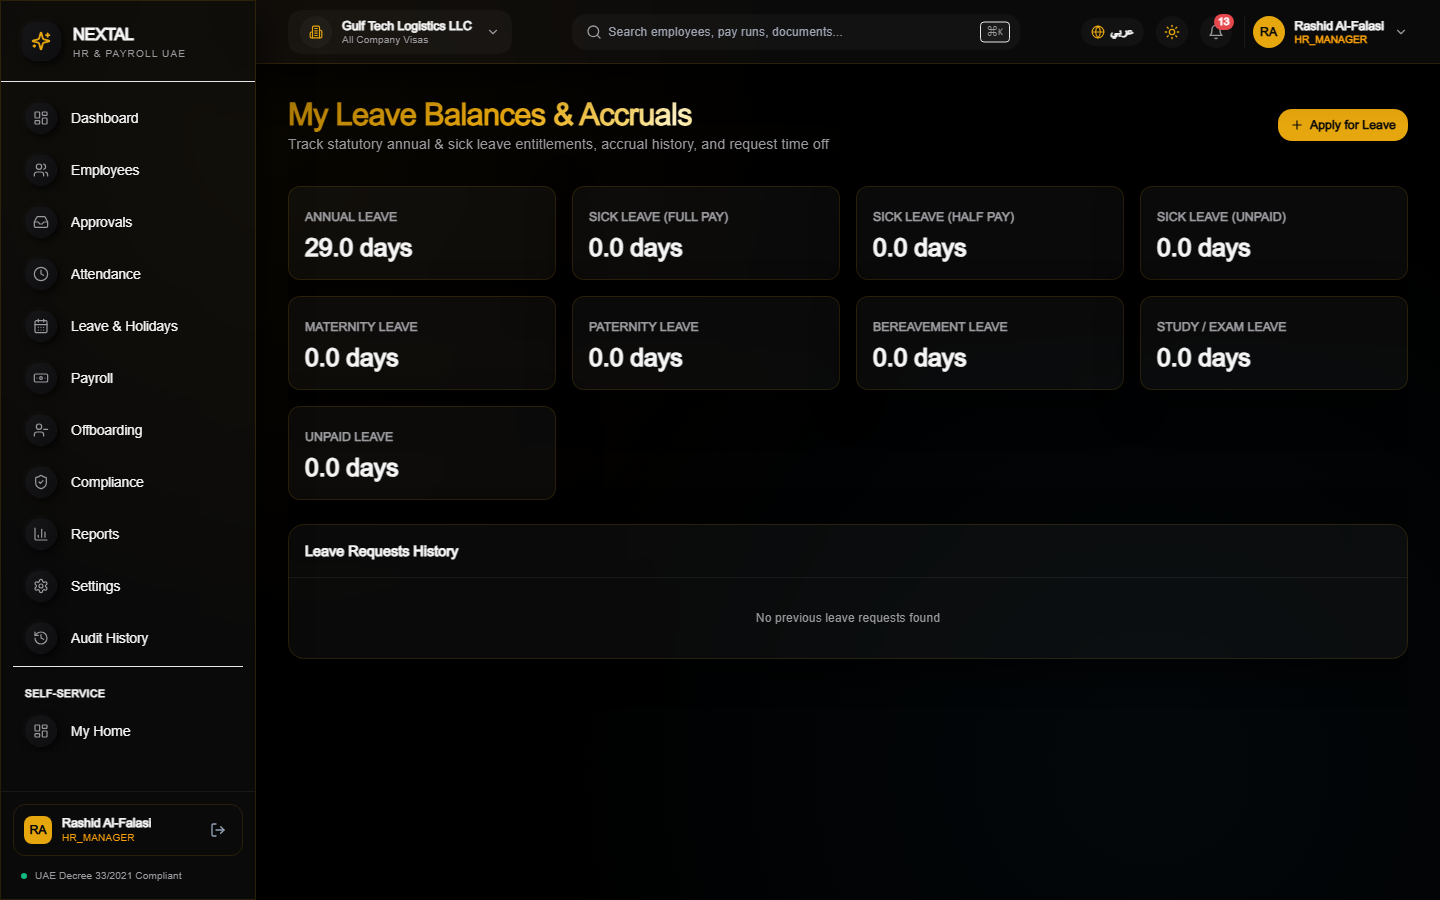 NEXTAL
HR & PAYROLL UAE
Gulf Tech Logistics LLC
All Company Visas
Search employees, pay runs, documents...
⌘K
عربي
13
RA
Rashid Al-Falasi
HR_MANAGER
Dashboard
Employees
Approvals
Attendance
Leave & Holidays
Payroll
Offboarding
Compliance
Reports
Settings
Audit History
SELF-SERVICE
My Home
RA
Rashid Al-Falasi
HR_MANAGER
UAE Decree 33/2021 Compliant
My Leave Balances & Accruals
Track statutory annual & sick leave entitlements, accrual history, and request time off
+ Apply for Leave
ANNUAL LEAVE
29.0 days
SICK LEAVE (FULL PAY)
0.0 days
SICK LEAVE (HALF PAY)
0.0 days
SICK LEAVE (UNPAID)
0.0 days
MATERNITY LEAVE
0.0 days
PATERNITY LEAVE
0.0 days
BEREAVEMENT LEAVE
0.0 days
STUDY / EXAM LEAVE
0.0 days
UNPAID LEAVE
0.0 days
Leave Requests History
No previous leave requests found